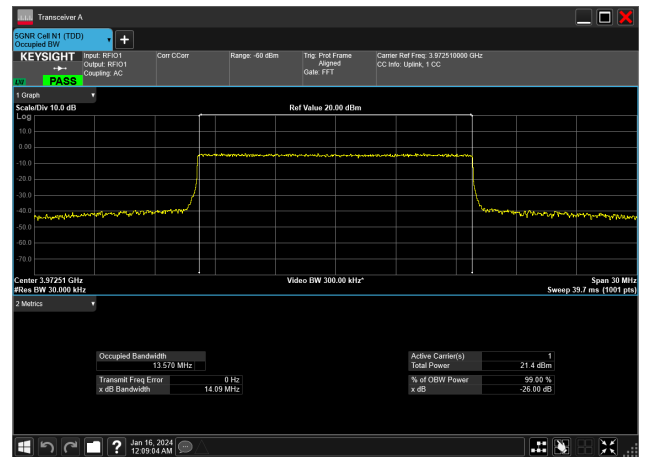 Transceiver A
5GNR Cell N1 (TDD)
Occupied BW
+
KEYSIGHT
LW
PASS
Input: RFIO1
Output: RFIO1
Coupling: AC
Corr CCorr
Range: -60 dBm
Trig: Prot Frame
Aligned
Gate: FFT
Carrier Ref Freq: 3.972510000 GHz
CC Info: Uplink, 1 CC
1 Graph
Scale/Div 10.0 dB
Ref Value 20.00 dBm
Log
10.0
0.00
-10.0
-20.0
-30.0
-40.0
-50.0
-60.0
-70.0
Center 3.97251 GHz
Video BW 300.00 kHz*
Span 30 MHz
#Res BW 30.000 kHz
Sweep 39.7 ms (1001 pts)
2 Metrics
Occupied Bandwidth
13.570 MHz
Active Carrier(s) 1
Total Power 21.4 dBm
Transmit Freq Error 0 Hz
x dB Bandwidth 14.09 MHz
% of OBW Power 99.00 %
x dB -26.00 dB
?
Jan 16, 2024
12:09:04 AM